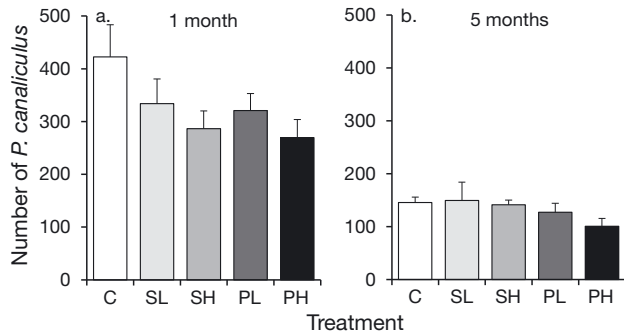 a.
1 month
b.
5 months
Number of P. canaliculus
500
400
300
200
100
0
500
400
300
200
100
0
C SL SH PL PH
C SL SH PL PH
Treatment